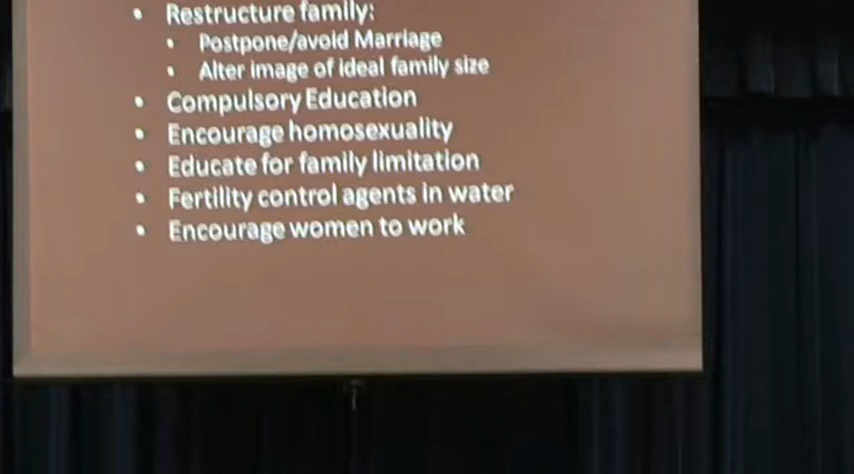 • Restructure family:
• Postpone/avoid Marriage
• Alter image of ideal family size
• Compulsory Education
• Encourage homosexuality
• Educate for family limitation
• Fertility control agents in water
• Encourage women to work